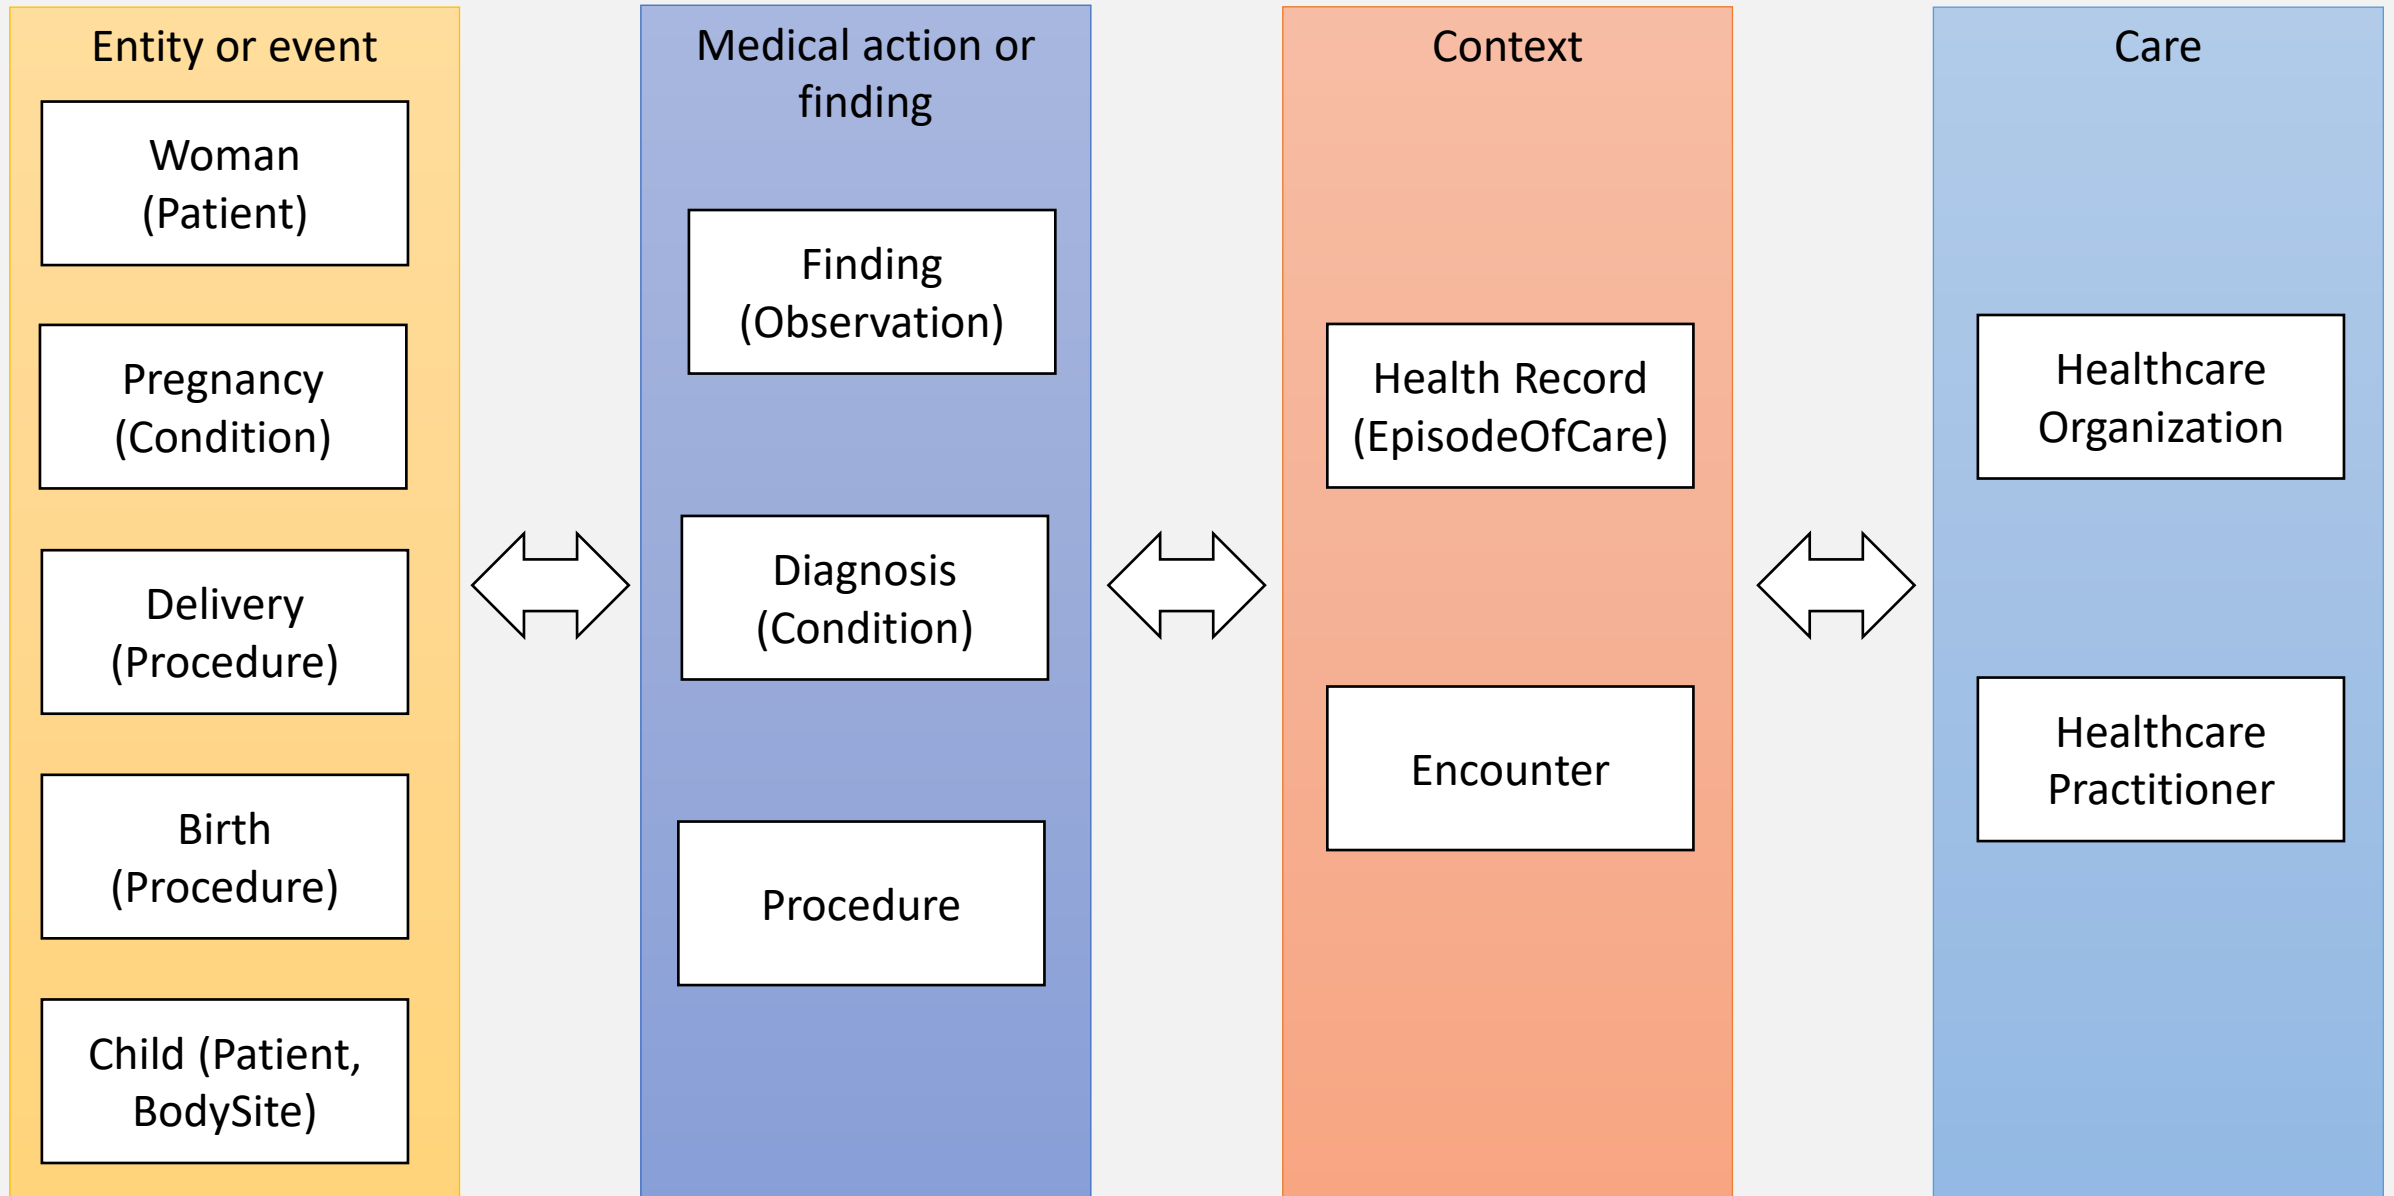 Entity or event
Woman
(Patient)
Pregnancy
(Condition)
Delivery
(Procedure)
Birth
(Procedure)
Child (Patient,
BodySite)
Medical action or
finding
Finding
(Observation)
Diagnosis
(Condition)
Procedure
Context
Health Record
(EpisodeOfCare)
Encounter
Care
Healthcare
Organization
Healthcare
Practitioner